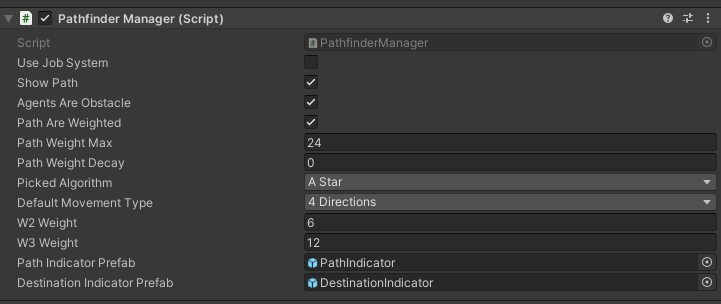 # Pathfinder Manager (Script)
Script # PathfinderManager
Use Job System
Show Path
Agents Are Obstacle
Path Are Weighted
Path Weight Max 24
Path Weight Decay 0
Picked Algorithm A Star
Default Movement Type 4 Directions
W2 Weight 6
W3 Weight 12
Path Indicator Prefab PathIndicator
Destination Indicator Prefab DestinationIndicator